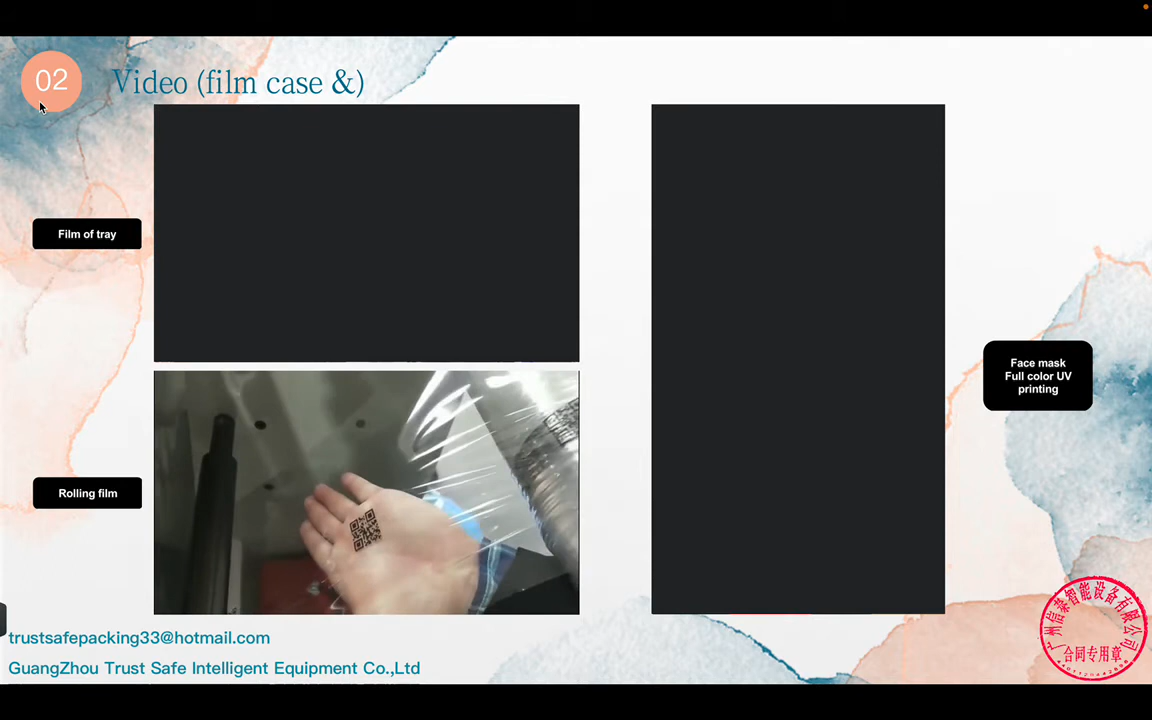 02
Video (film case &)
Film of tray
Face mask
Full color UV
printing
Rolling film
trustsafepacking33@hotmail.com
GuangZhou Trust Safe Intelligent Equipment Co.,Ltd
合同专用章